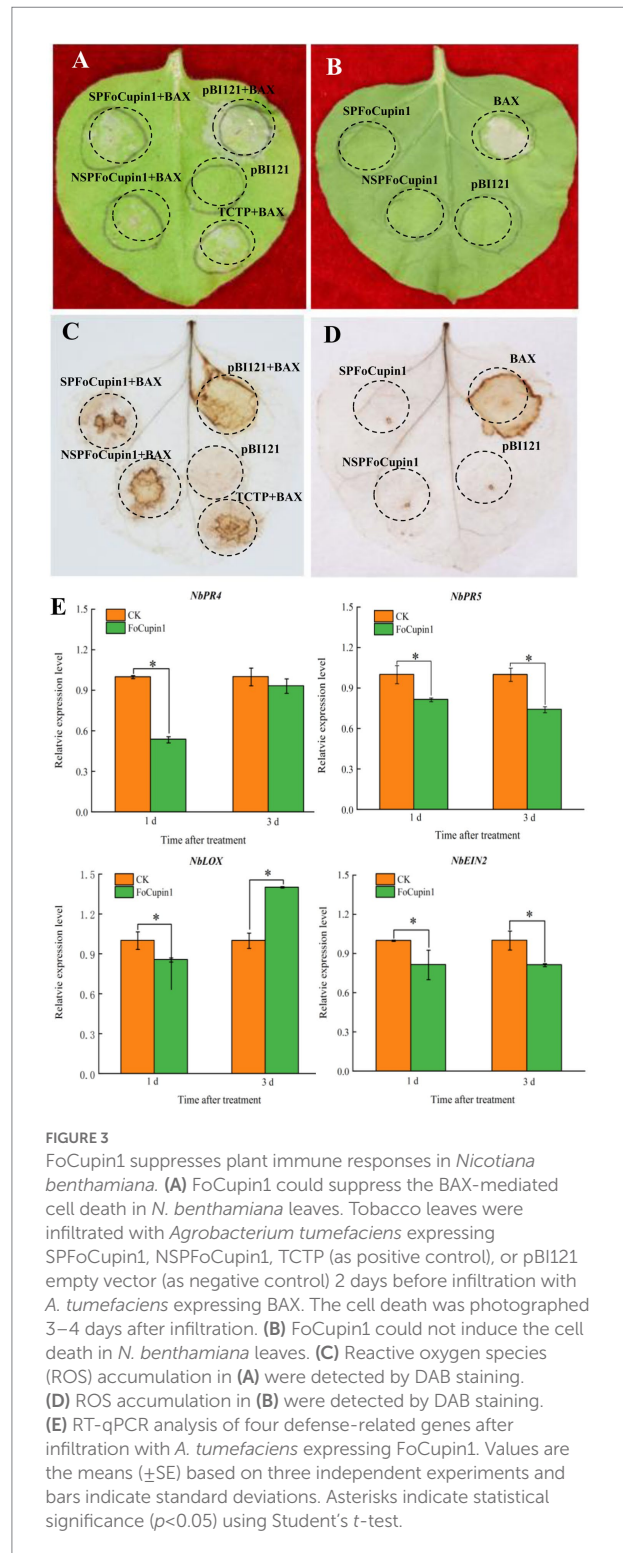 A
B
SPFoCupin1+BAX
pBI121+BAX
SPFoCupin1
BAX
NSPFoCupin1+BAX
pBI121
NSPFoCupin1
pBI121
TCTP+BAX
C
D
SPFoCupin1+BAX
pBI121+BAX
SPFoCupin1
BAX
NSPFoCupin1+BAX
pBI121
NSPFoCupin1
pBI121
TCTP+BAX
E
NbPR4
1.5
1.2
0.9
0.6
0.3
0.0
CK
FoCupin1
*
Relatvie expression level
1 d
3 d
Time after treatment
NbPR5
1.5
1.2
0.9
0.6
0.3
0.0
CK
FoCupin1
*
*
Relatvie expression level
1 d
3 d
Time after treatment
NbLOX
1.5
1.2
0.9
0.6
0.3
0.0
CK
FoCupin1
*
*
Relatvie expression level
1 d
3 d
Time after treatment
NbEIN2
1.5
1.2
0.9
0.6
0.3
0.0
CK
FoCupin1
*
*
Relatvie expression level
1 d
3 d
Time after treatment
FIGURE 3
FoCupin1 suppresses plant immune responses in Nicotiana
benthamiana. (A) FoCupin1 could suppress the BAX-mediated
cell death in N. benthamiana leaves. Tobacco leaves were
infiltrated with Agrobacterium tumefaciens expressing
SPFoCupin1, NSPFoCupin1, TCTP (as positive control), or pBI121
empty vector (as negative control) 2 days before infiltration with
A. tumefaciens expressing BAX. The cell death was photographed
3–4 days after infiltration. (B) FoCupin1 could not induce the cell
death in N. benthamiana leaves. (C) Reactive oxygen species
(ROS) accumulation in (A) were detected by DAB staining.
(D) ROS accumulation in (B) were detected by DAB staining.
(E) RT-qPCR analysis of four defense-related genes after
infiltration with A. tumefaciens expressing FoCupin1. Values are
the means (±SE) based on three independent experiments and
bars indicate standard deviations. Asterisks indicate statistical
significance (p<0.05) using Student's t-test.